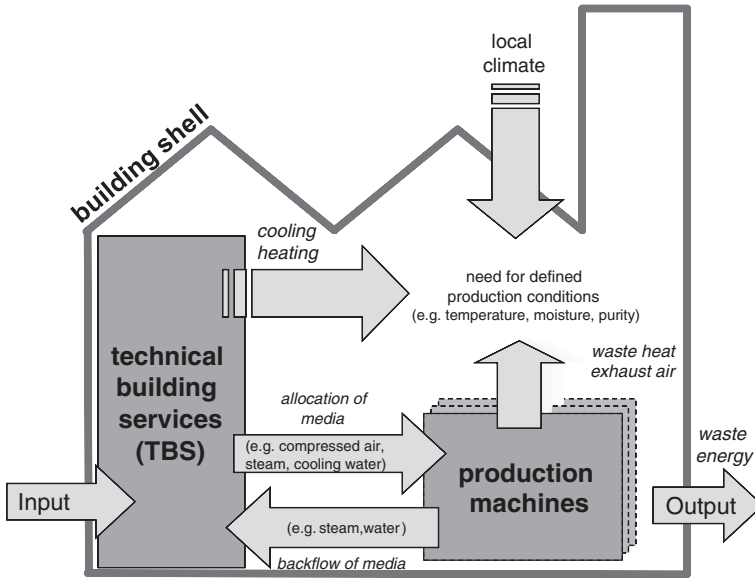 local
climate
building shell
cooling
heating
need for defined
production conditions
(e.g. temperature, moisture, purity)
technical
building
services
(TBS)
waste heat
exhaust air
allocation of
media
(e.g. compressed air,
steam, cooling water)
production
machines
waste
energy
Input
Output
(e.g. steam,water)
backflow of media